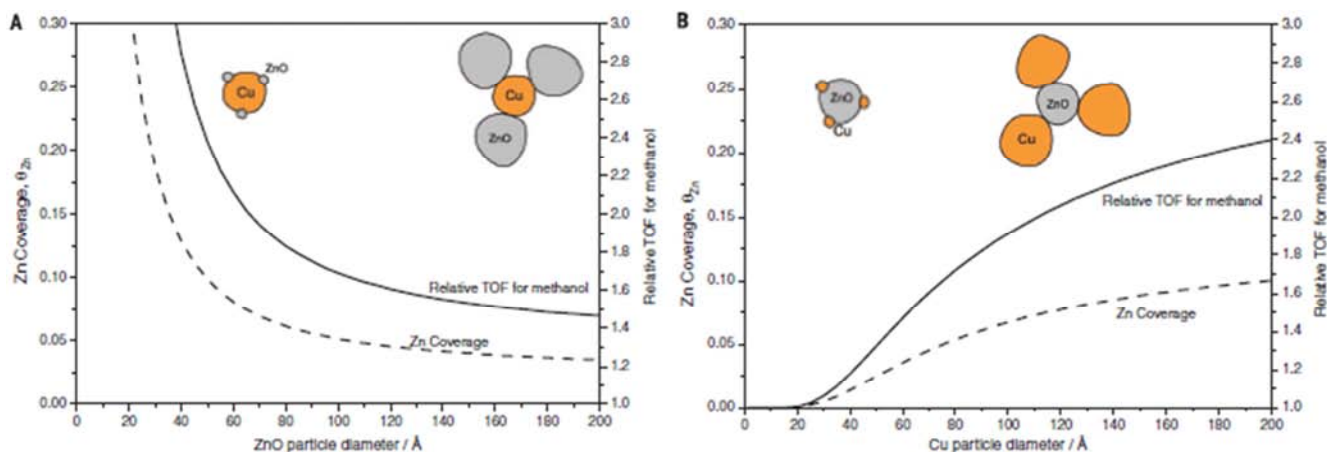 A
0.30
0.25
0.20
0.15
0.10
0.05
0.00
Zn Coverage, θZn
0 20 40 60 80 100 120 140 160 180 200
ZnO particle diameter / Å
3.0
2.8
2.6
2.4
2.2
2.0
1.8
1.6
1.4
1.2
1.0
Relative TOF for methanol
ZnO
Cu
Cu
ZnO
Relative TOF for methanol
Zn Coverage
B
0.30
0.25
0.20
0.15
0.10
0.05
0.00
Zn Coverage, θZn
0 20 40 60 80 100 120 140 160 180 200
Cu particle diameter / Å
3.0
2.8
2.6
2.4
2.2
2.0
1.8
1.6
1.4
1.2
1.0
Relative TOF for methanol
ZnO
Cu
ZnO
Cu
Relative TOF for methanol
Zn Coverage